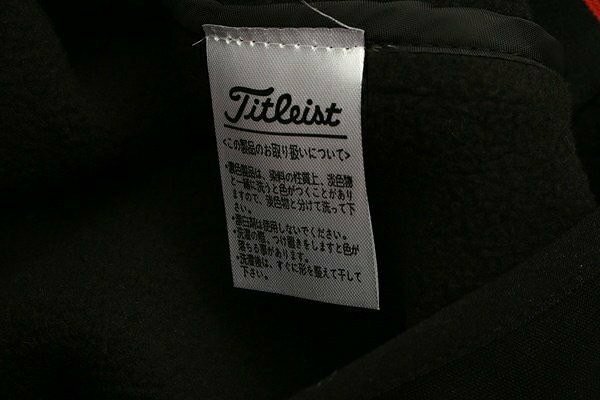 Titleist
<この製品のお取り扱いについて>
・濃色製品は、染料の性質上、淡色物
と一緒に洗うと色がつくことがあり
ますので、淡色物と分けて洗って下
さい。
・漂白剤は使用しないでください。
・洗濯の際、つけ置きをしますと色が
落ちる事があります。
・洗濯後は、すぐに形を整えて干して
下さい。